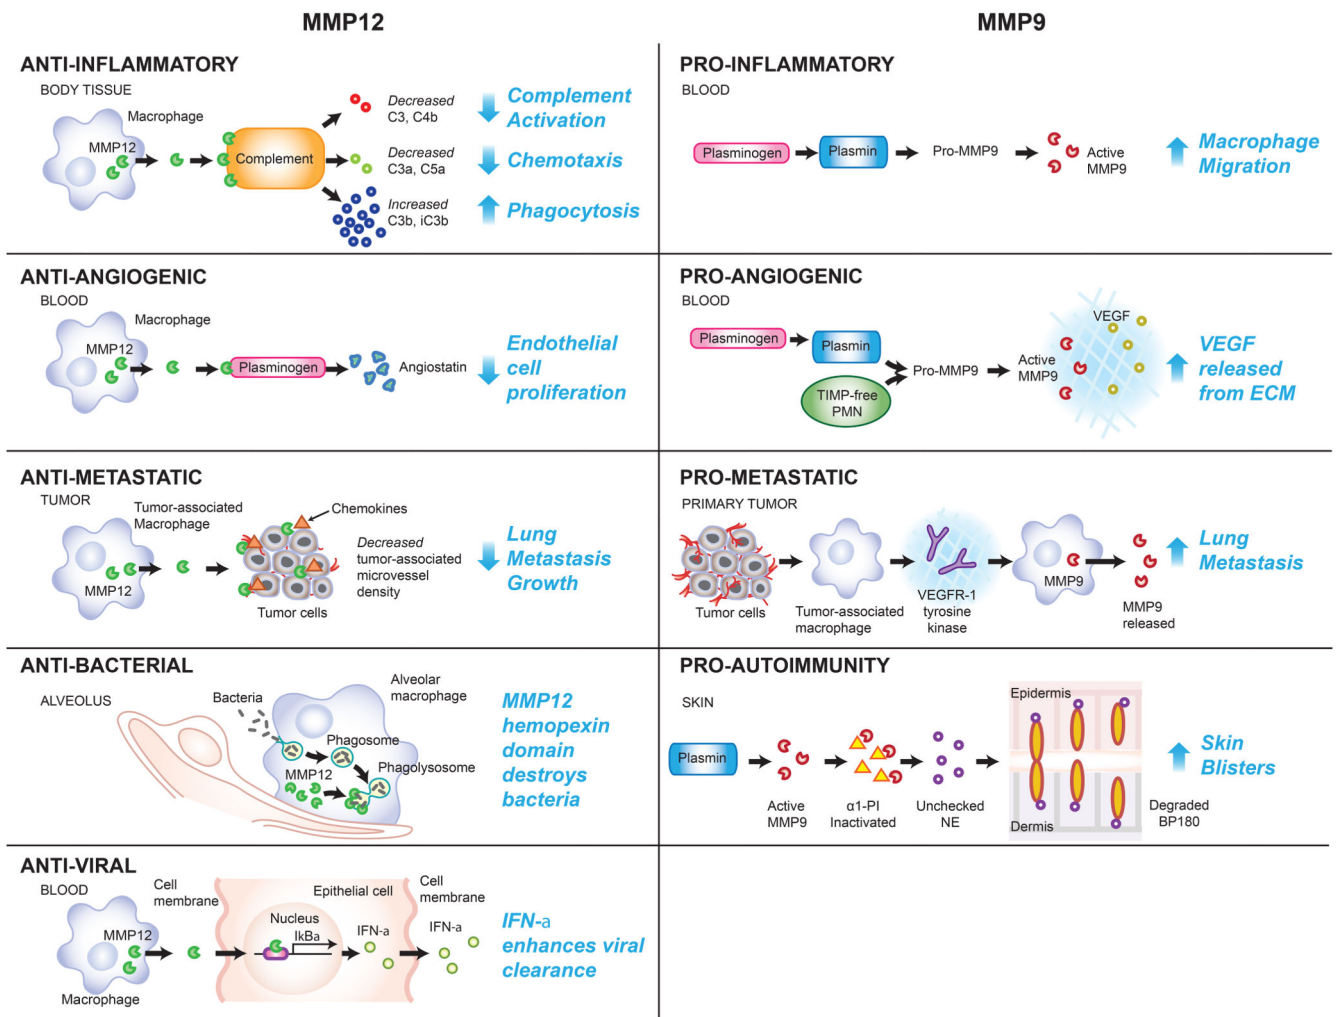 MMP12
MMP9
ANTI-INFLAMMATORY
BODY TISSUE
Macrophage
MMP12
Complement
Decreased
C3, C4b
Decreased
C3a, C5a
Increased
C3b, iC3b
Complement
Activation
Chemotaxis
Phagocytosis
PRO-INFLAMMATORY
BLOOD
Plasminogen
Plasmin
Pro-MMP9
Active
MMP9
Macrophage
Migration
ANTI-ANGIOGENIC
BLOOD
Macrophage
MMP12
Plasminogen
Angiostatin
Endothelial
cell
proliferation
PRO-ANGIOGENIC
BLOOD
Plasminogen
Plasmin
TIMP-free
PMN
Pro-MMP9
Active
MMP9
VEGF
VEGF
released
from ECM
ANTI-METASTATIC
TUMOR
Tumor-associated
Macrophage
MMP12
Chemokines
Tumor cells
Decreased
tumor-associated
microvessel
density
Lung
Metastasis
Growth
PRO-METASTATIC
PRIMARY TUMOR
Tumor cells
Tumor-associated
macrophage
VEGFR-1
tyrosine
kinase
MMP9
MMP9
released
Lung
Metastasis
ANTI-BACTERIAL
ALVEOLUS
Bacteria
Alveolar
macrophage
Phagosome
MMP12
Phagolysosome
MMP12
hemopexin
domain
destroys
bacteria
PRO-AUTOIMMUNITY
SKIN
Plasmin
Active
MMP9
α1-PI
Inactivated
Unchecked
NE
Epidermis
Dermis
Degraded
BP180
Skin
Blisters
ANTI-VIRAL
BLOOD
MMP12
Macrophage
Cell
membrane
Epithelial cell
Nucleus
IkBa
IFN-a
Cell
membrane
IFN-a
IFN-a
enhances viral
clearance